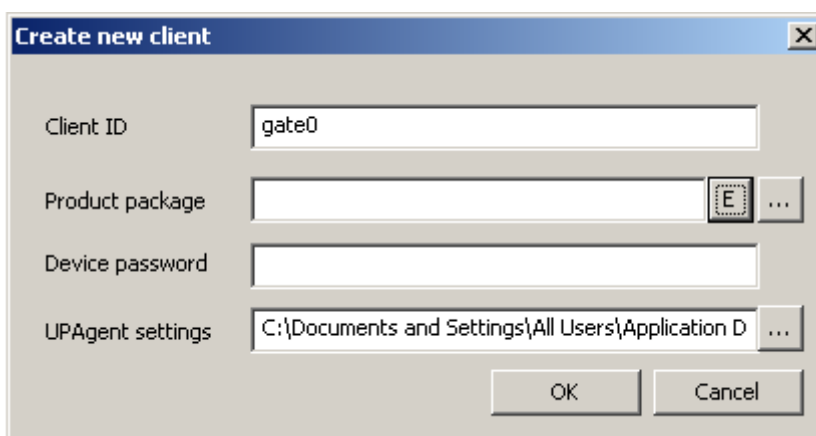 Create new client
Client ID gate0
Product package E ...
Device password
UPAgent settings C:\Documents and Settings\All Users\Application D ...
OK Cancel